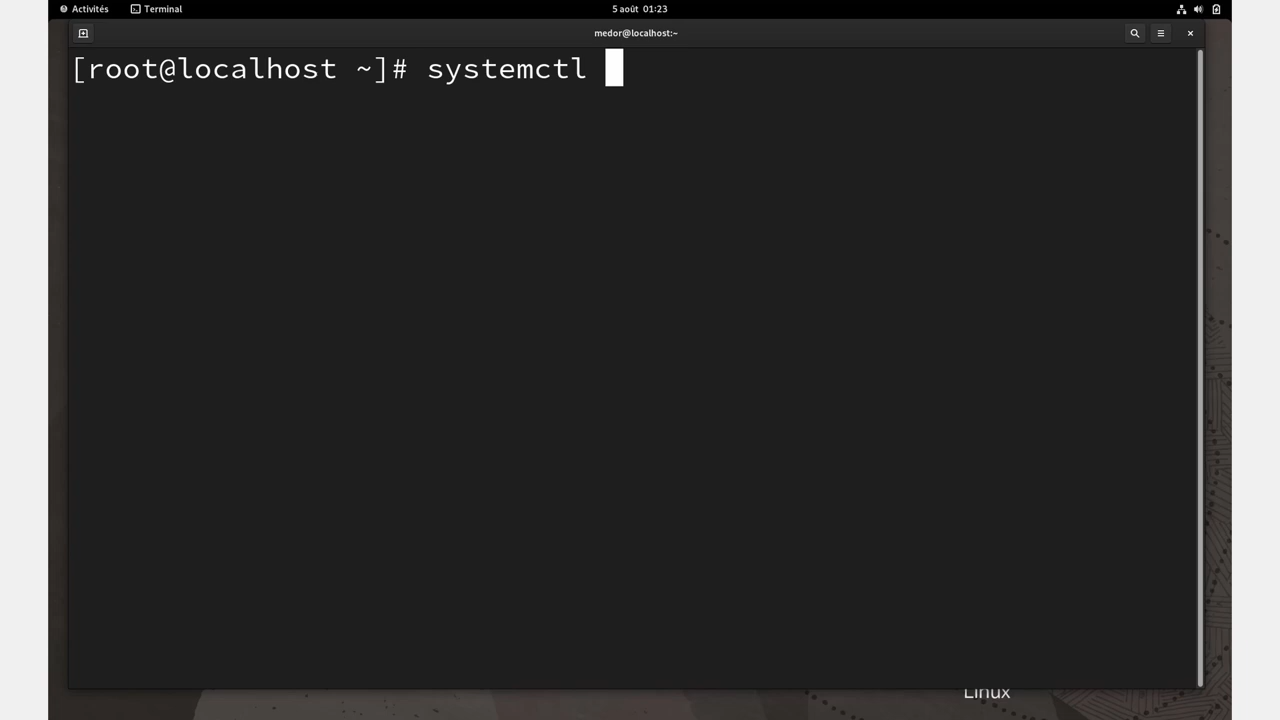 Activités Terminal 5 août 01:23
medor@localhost:~
[root@localhost ~]# systemctl
Linux